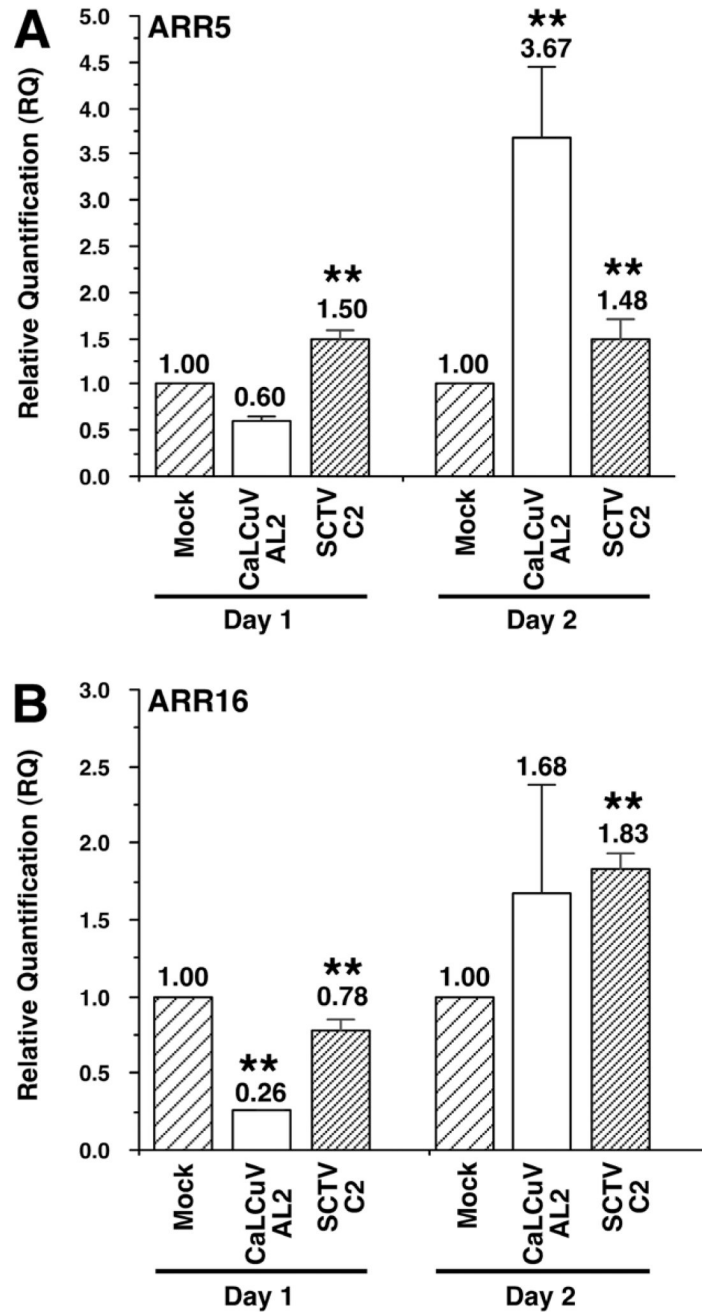 A
ARR5
Relative Quantification (RQ)
5.0
4.5
4.0
3.5
3.0
2.5
2.0
1.5
1.0
0.5
0.0
1.00
0.60
**
1.50
1.00
**
3.67
**
1.48
Mock
CaLCuV
AL2
SCTV
C2
Mock
CaLCuV
AL2
SCTV
C2
Day 1
Day 2
B
ARR16
Relative Quantification (RQ)
3.0
2.5
2.0
1.5
1.0
0.5
0.0
1.00
**
0.26
**
0.78
1.00
1.68
**
1.83
Mock
CaLCuV
AL2
SCTV
C2
Mock
CaLCuV
AL2
SCTV
C2
Day 1
Day 2